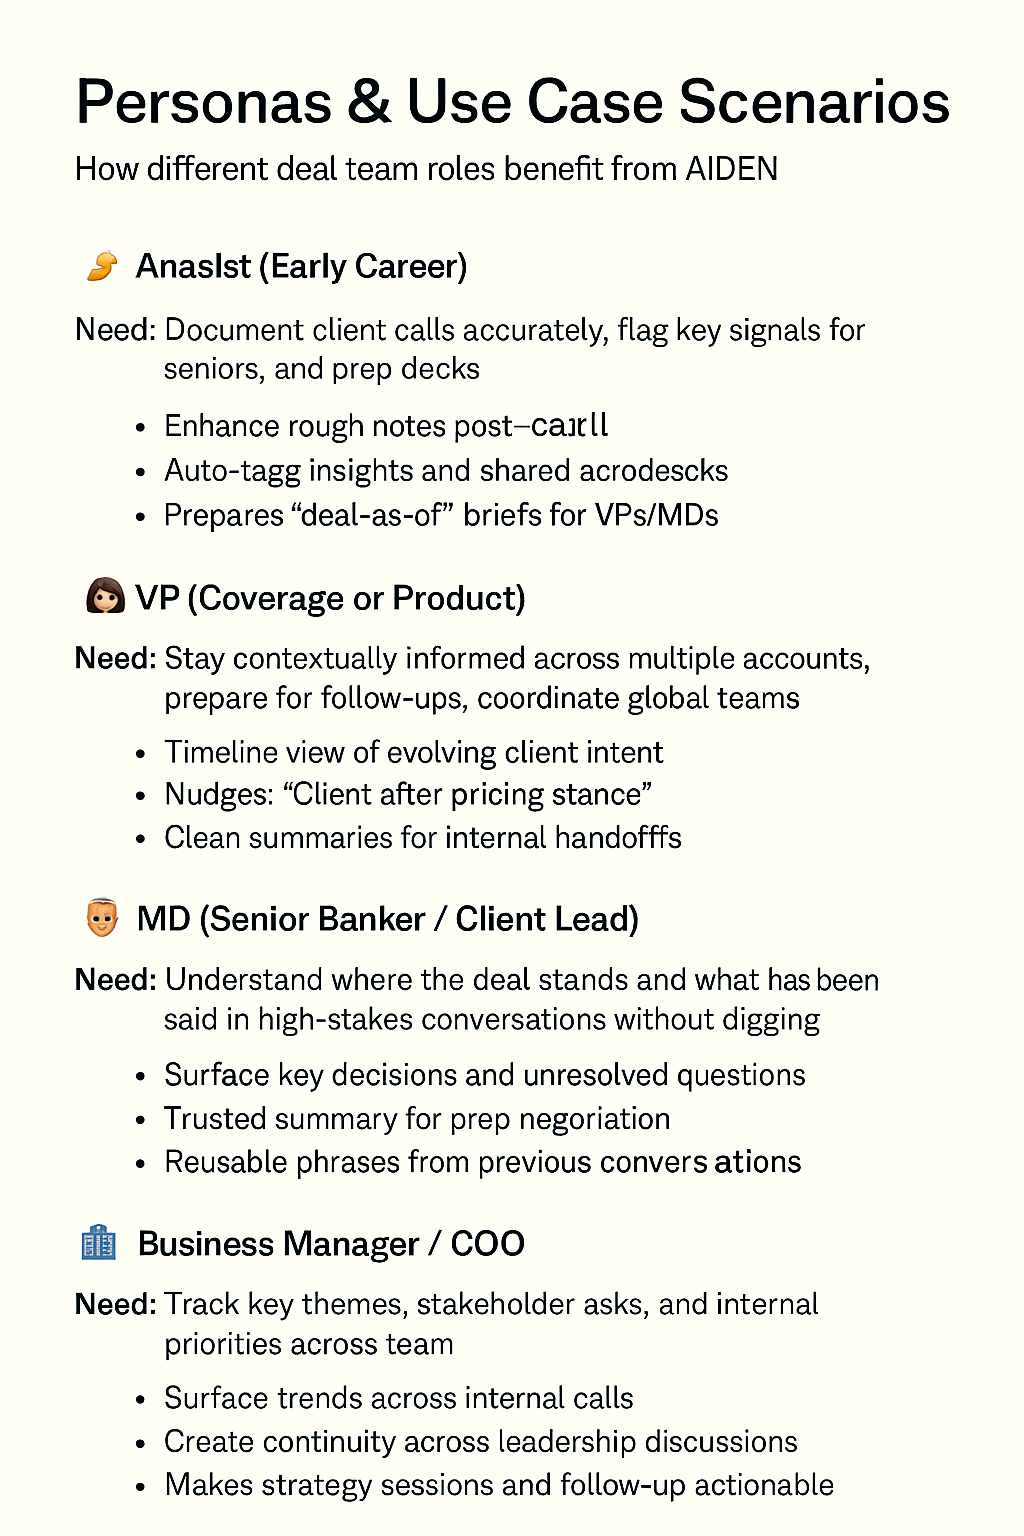 Personas & Use Case Scenarios
How different deal team roles benefit from AIDEN
Anaslst (Early Career)
Need: Document client calls accurately, flag key signals for
seniors, and prep decks
• Enhance rough notes post–
• Auto-tagg insights and shared acrodescks
• Prepares “deal-as-of” briefs for VPs/MDs
VP (Coverage or Product)
Need: Stay contextually informed across multiple accounts,
prepare for follow-ups, coordinate global teams
• Timeline view of evolving client intent
• Nudges: “Client after pricing stance”
• Clean summaries for internal handofffs
MD (Senior Banker / Client Lead)
Need: Understand where the deal stands and what has been
said in high-stakes conversations without digging
• Surface key decisions and unresolved questions
• Trusted summary for prep negoriation
• Reusable phrases from previous convers ations
Business Manager / COO
Need: Track key themes, stakeholder asks, and internal
priorities across team
• Surface trends across internal calls
• Create continuity across leadership discussions
• Makes strategy sessions and follow-up actionable